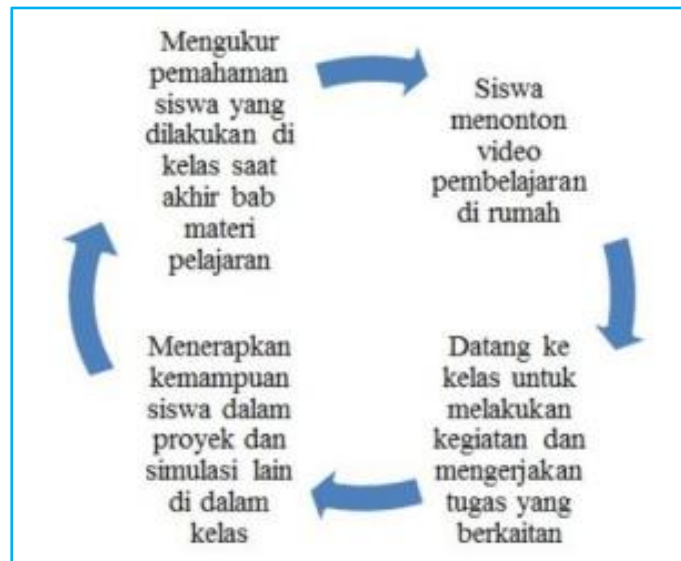 Mengukur
pemahaman
siswa yang
dilakukan di
kelas saat
akhir bab
materi
pelajaran
Siswa
menonton
video
pembelajaran
di rumah
Datang ke
kelas untuk
melakukan
kegiatan dan
mengerjakan
tugas yang
berkaitan
Menerapkan
kemampuan
siswa dalam
proyek dan
simulasi lain
di dalam
kelas